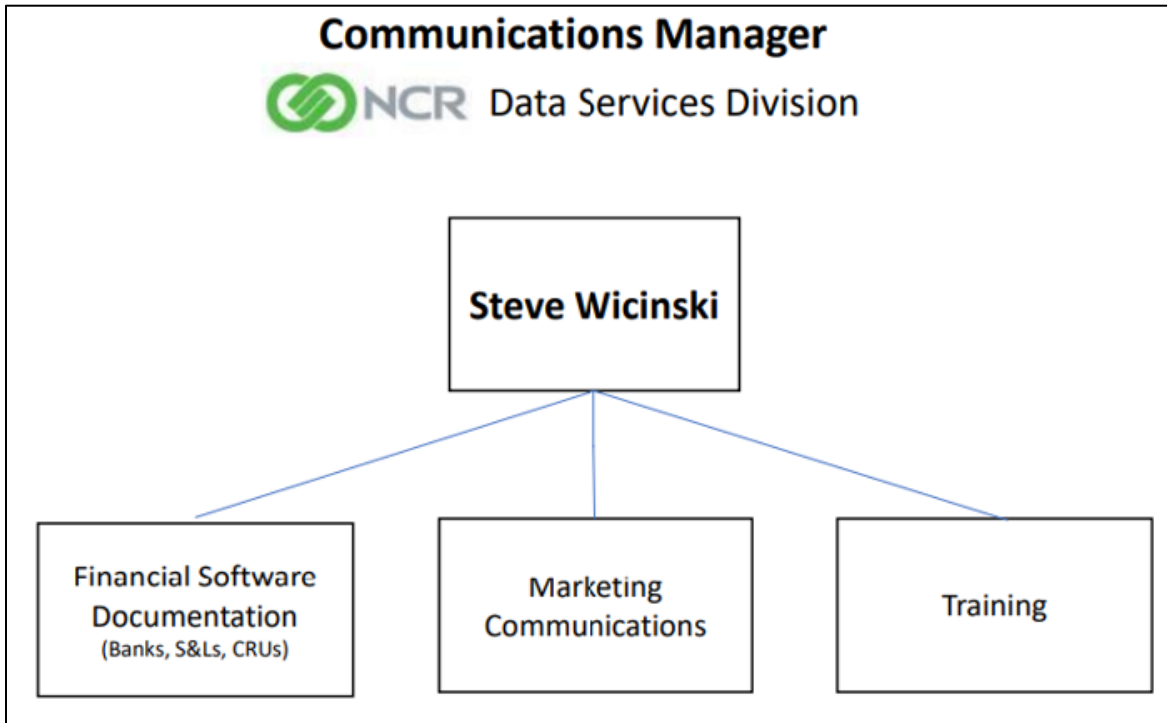 Communications Manager
NCR Data Services Division
Steve Wicinski
Financial Software
Documentation
(Banks, S&Ls, CRUs)
Marketing
Communications
Training